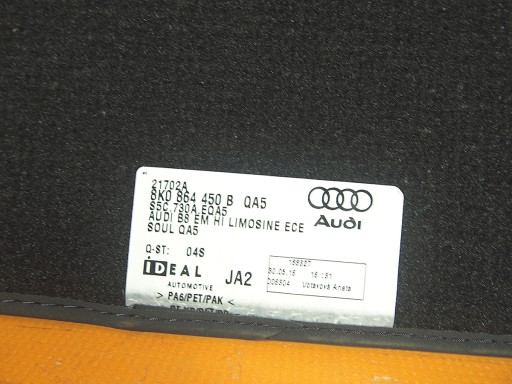 21702A
8K0 864 450 B QA5
S5C 730A EQA5
AUDI B8 EM HI LIMOSINE ECE
SOUL QA5
Audi
Q-ST: 04S
IDEAL
AUTOMOTIVE
JA2
> PA6/PET/PAK <
Aneta